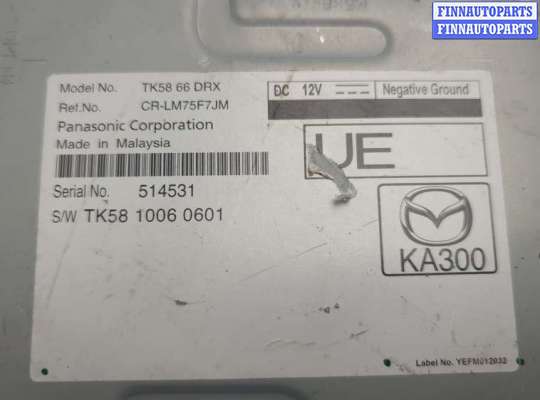 FINNAUTOPARTS
FINNAUTOPARTS
Model No. TK58 66 DRX
DC 12V Negative Ground
Ref.No. CR-LM75F7JM
Panasonic Corporation
Made in Malaysia
UE
Serial No. 514531
S/W TK58 1006 0601
KA300
Label No. YEFM012032